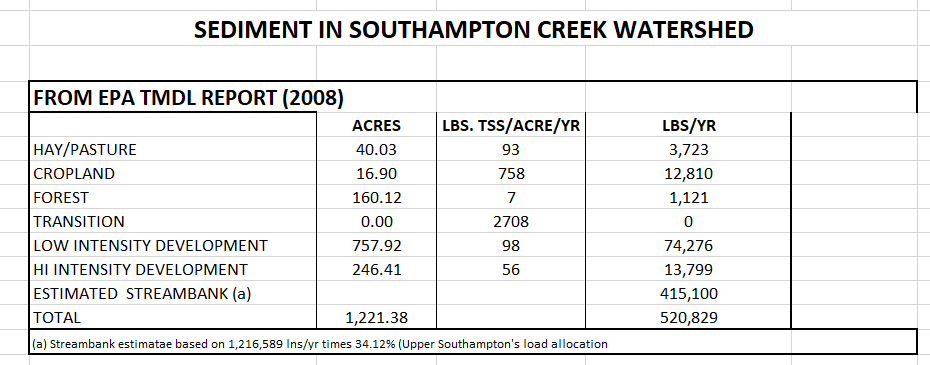 SEDIMENT IN SOUTHAMPTON CREEK WATERSHED
FROM EPA TMDL REPORT (2008)
ACRES LBS. TSS/ACRE/YR LBS/YR
HAY/PASTURE 40.03 93 3,723
CROPLAND 16.90 758 12,810
FOREST 160.12 7 1,121
TRANSITION 0.00 2708 0
LOW INTENSITY DEVELOPMENT 757.92 98 74,276
HI INTENSITY DEVELOPMENT 246.41 56 13,799
ESTIMATED STREAMBANK (a) 415,100
TOTAL 1,221.38 520,829
(a) Streambank estimatae based on 1,216,589 lns/yr times 34.12% (Upper Southampton's load allocation